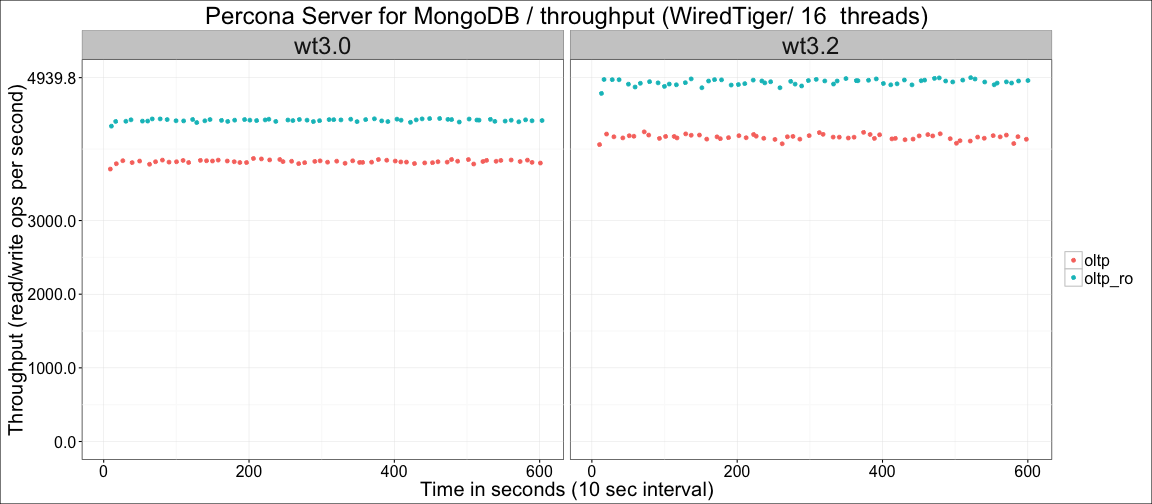 Percona Server for MongoDB / throughput (WiredTiger/ 16  threads)
wt3.0
wt3.2
Throughput (read/write ops per second)
4939.8
3000.0
2000.0
1000.0
0.0
0 200 400 600
0 200 400 600
Time in seconds (10 sec interval)
oltp
oltp_ro